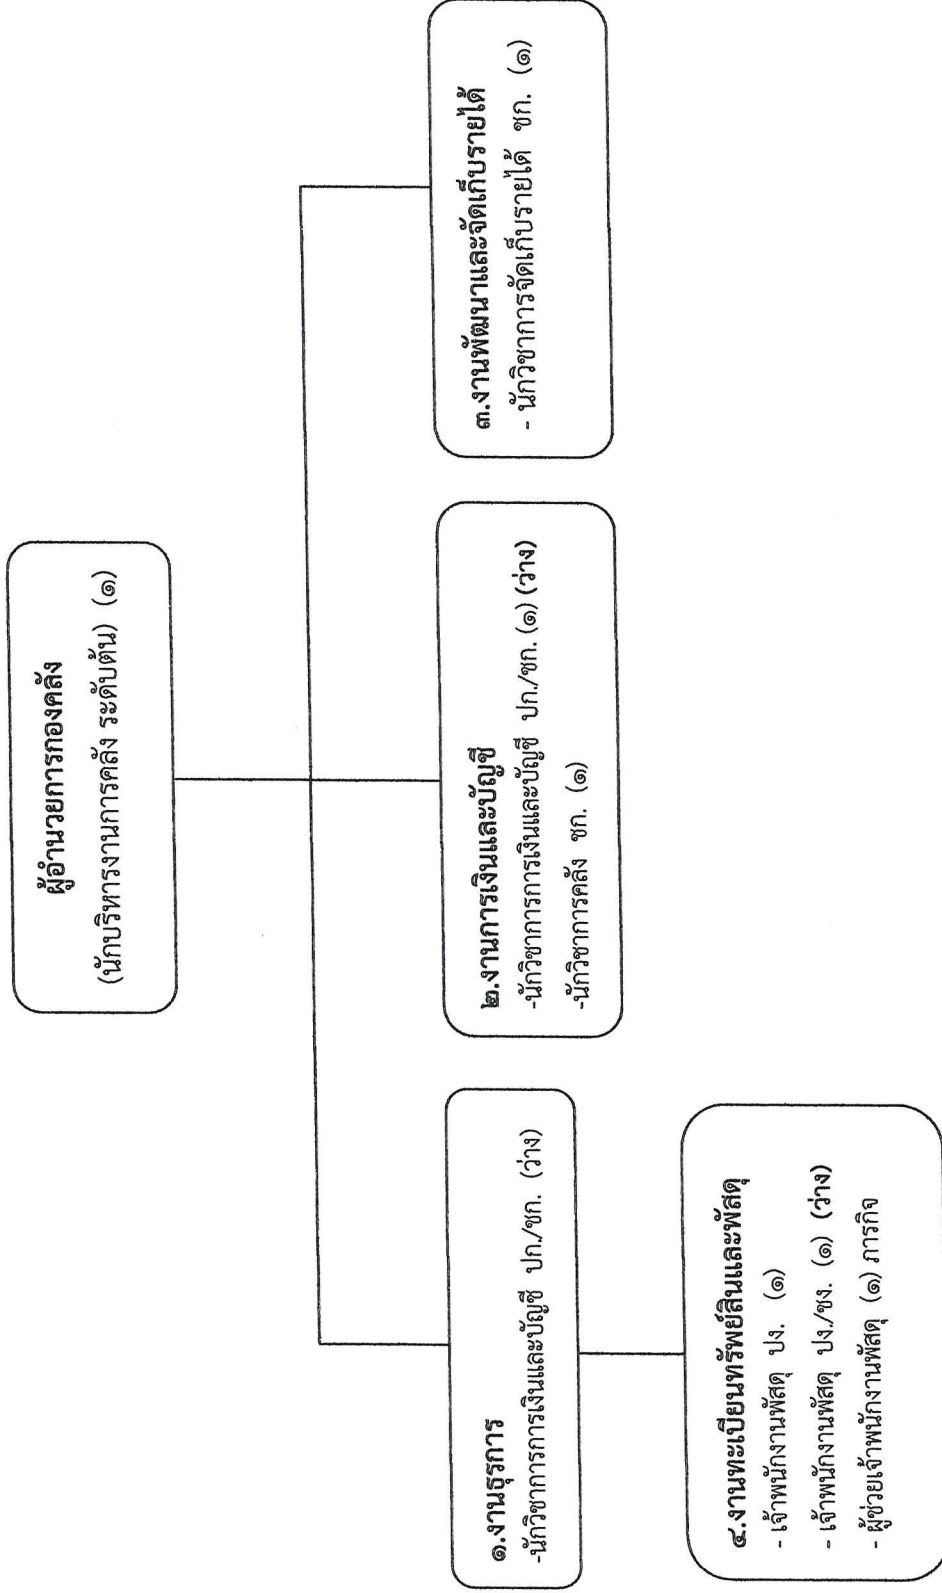 ผู้อำนวยการกองคลัง
(นักบริหารงานการคลัง ระดับต้น) (๑)
๑.งานธุรการ
-นักวิชาการการเงินและบัญชี ปก./ชก. (ว่าง)
๒.งานการเงินและบัญชี
-นักวิชาการการเงินและบัญชี ปก./ชก. (๑) (ว่าง)
-นักวิชาการคลัง ชก. (๑)
๓.งานพัฒนาและจัดเก็บรายได้
- นักวิชาการจัดเก็บรายได้ ชก. (๑)
๔.งานทะเบียนทรัพย์สินและพัสดุ
- เจ้าพนักงานพัสดุ ปง. (๑)
- เจ้าพนักงานพัสดุ ปง./ชง. (๑) (ว่าง)
- ผู้ช่วยเจ้าพนักงานพัสดุ (๑) ภารกิจ